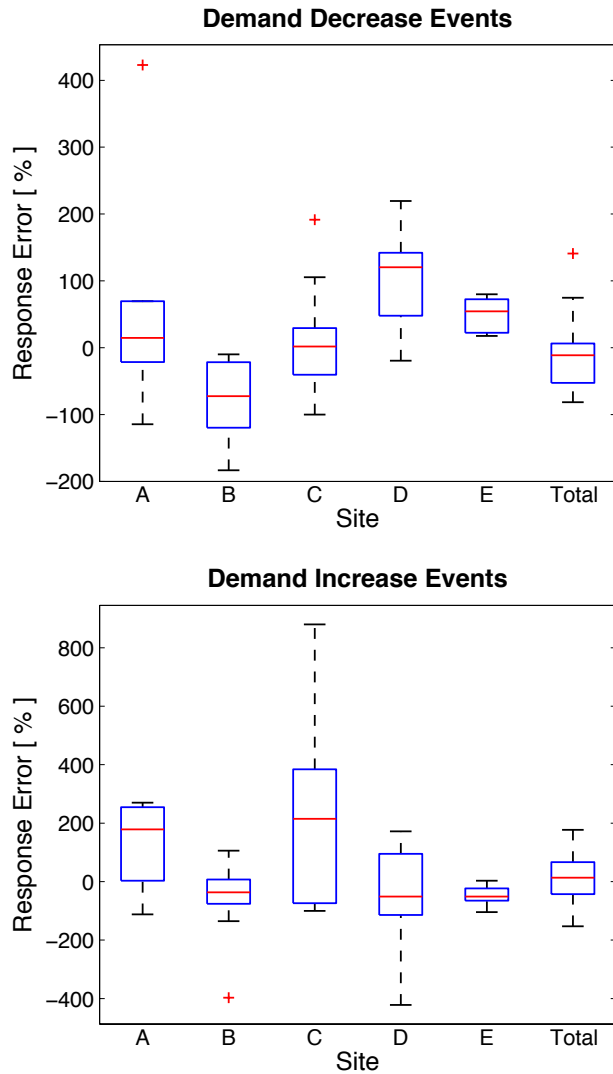 Demand Decrease Events
Response Error [ % ]
400
300
200
100
0
−100
−200
A B C D E Total
Site
Demand Increase Events
Response Error [ % ]
800
600
400
200
0
−200
−400
A B C D E Total
Site